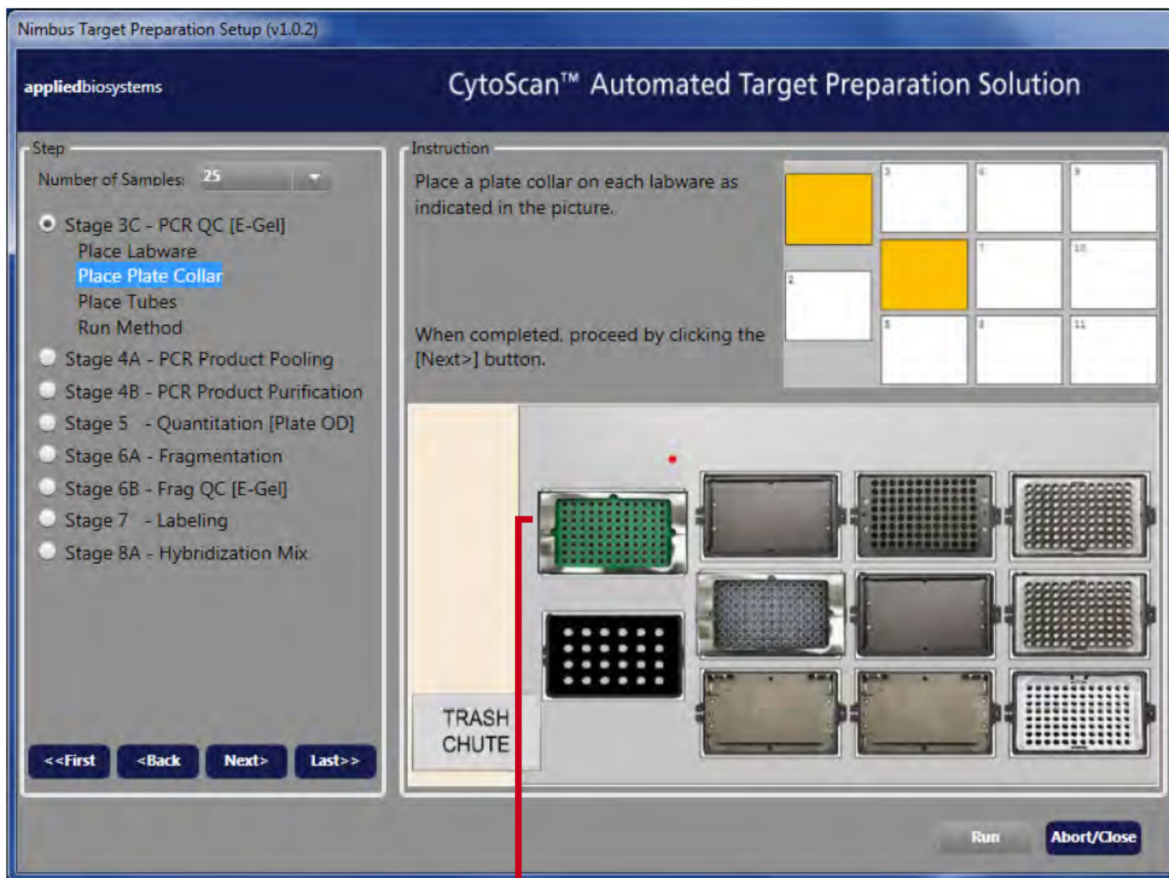 Nimbus Target Preparation Setup (v1.0.2)
appliedbiosystems
CytoScan™ Automated Target Preparation Solution
Step
Number of Samples: 25
Stage 3C - PCR QC [E-Gel]
Place Labware
Place Plate Collar
Place Tubes
Run Method
Stage 4A - PCR Product Pooling
Stage 4B - PCR Product Purification
Stage 5 - Quantitation [Plate OD]
Stage 6A - Fragmentation
Stage 6B - Frag QC [E-Gel]
Stage 7 - Labeling
Stage 8A - Hybridization Mix
<<First
<Back
Next>
Last>>
Instruction
Place a plate collar on each labware as
indicated in the picture.
When completed, proceed by clicking the
[Next>] button.
3
6
9
2
7
10
5
8
11
TRASH
CHUTE
Run
Abort/Close